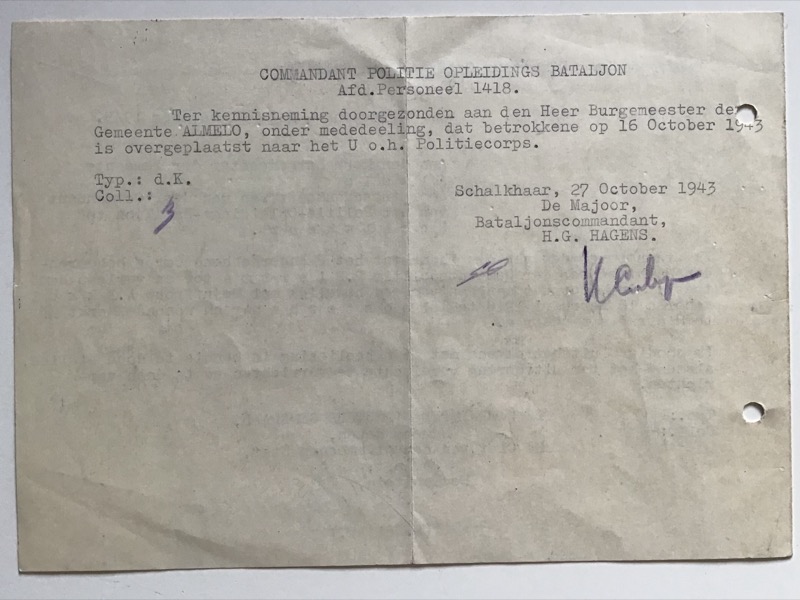 COMMANDANT POLITIE OPLEIDINGS BATALJON
Afd.Personeel 1418.
Ter kennisneming doorgezonden aan den Heer Burgemeester der
Gemeente ALMELO, onder mededeeling, dat betrokkene op 16 October 1943
is overgeplaatst naar het U o.h. Politiecorps.
Typ.: d.K.
Coll.:
Schalkhaar, 27 October 1943
De Majoor,
Bataljonscommandant,
H.G. HAGENS.